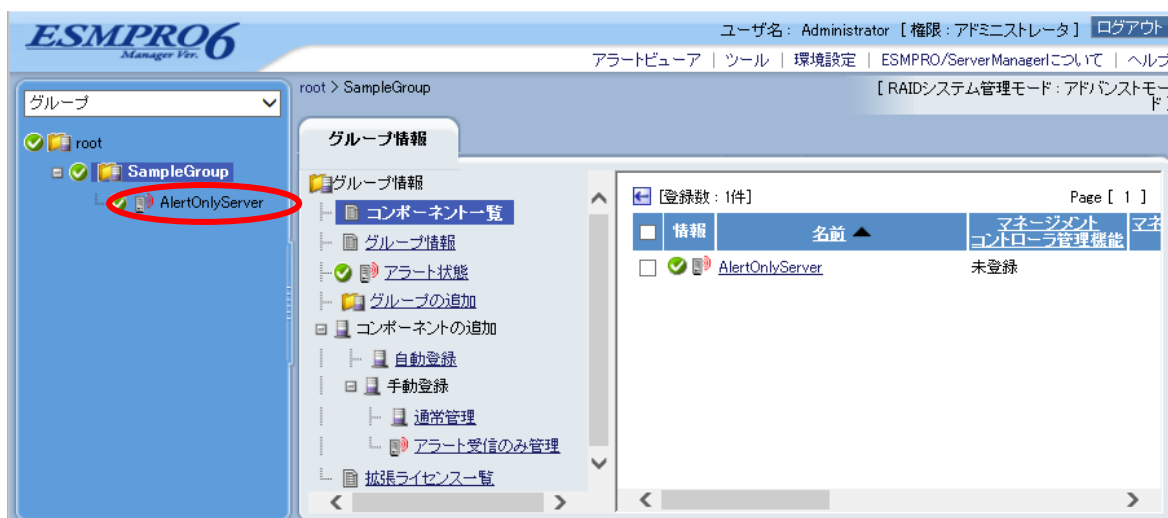 ESMPRO6
Manager Ver.
ユーザ名： Administrator [ 権限：アドミニストレータ ] ログアウト
アラートビューア | ツール | 環境設定 | ESMPRO/ServerManagerについて | ヘルプ
グループ
root
SampleGroup
AlertOnlyServer
root > SampleGroup
[ RAIDシステム管理モード：アドバンストモード ]
グループ情報
グループ情報
コンポーネント一覧
グループ情報
アラート状態
グループの追加
コンポーネントの追加
自動登録
手動登録
通常管理
アラート受信のみ管理
拡張ライセンス一覧
[登録数：1件]
Page [ 1 ]
情報 名前 ▲ マネージメント
コントローラ管理機能 マネ
AlertOnlyServer 未登録